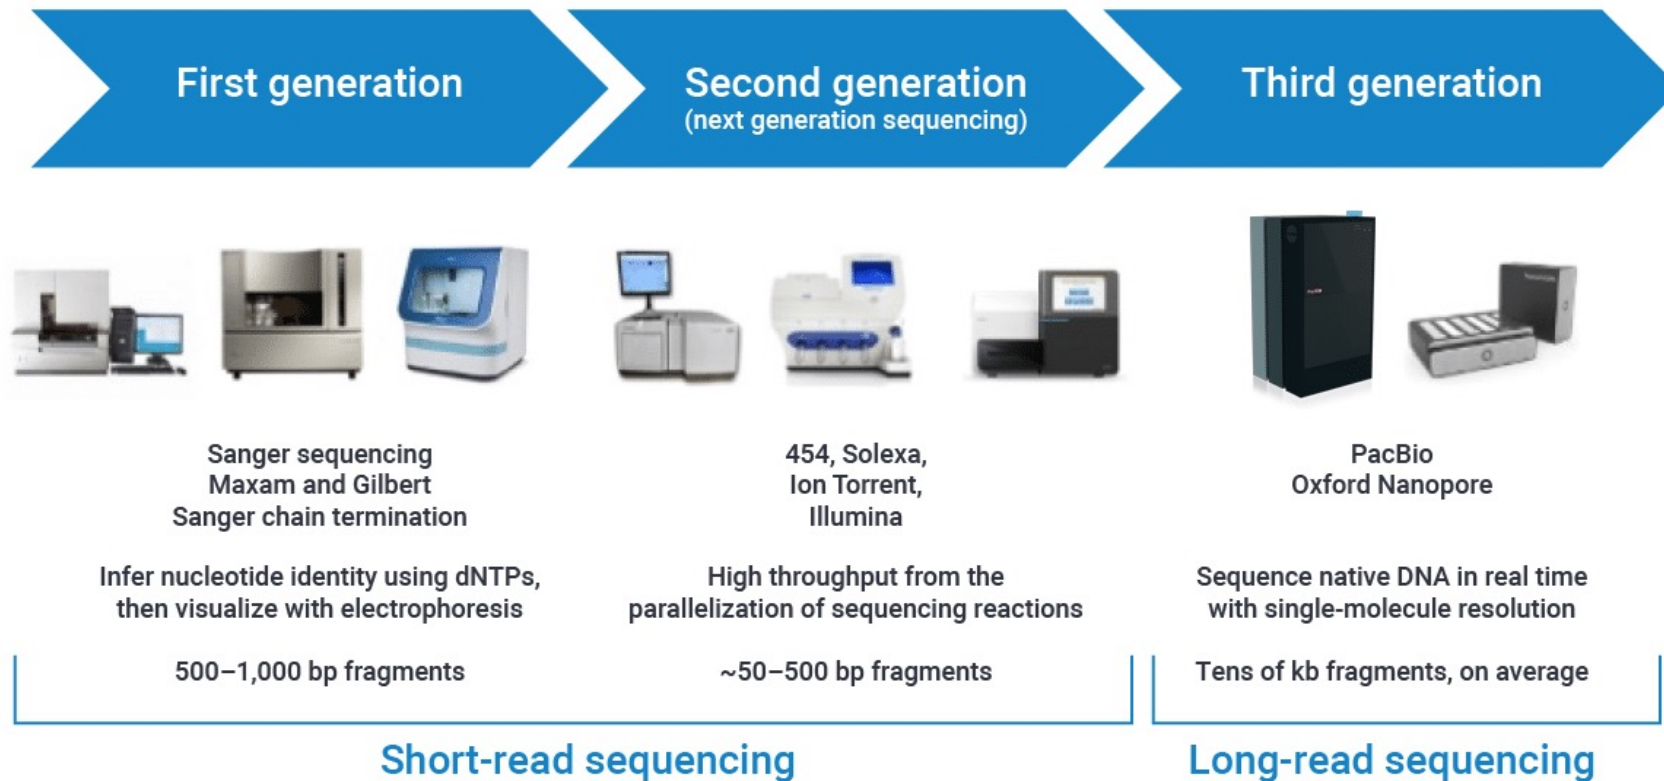 First generation
Second generation
(next generation sequencing)
Third generation
Sanger sequencing
Maxam and Gilbert
Sanger chain termination
454, Solexa,
Ion Torrent,
Illumina
PacBio
Oxford Nanopore
Infer nucleotide identity using dNTPs,
then visualize with electrophoresis
High throughput from the
parallelization of sequencing reactions
Sequence native DNA in real time
with single-molecule resolution
500–1,000 bp fragments
~50–500 bp fragments
Tens of kb fragments, on average
Short-read sequencing
Long-read sequencing